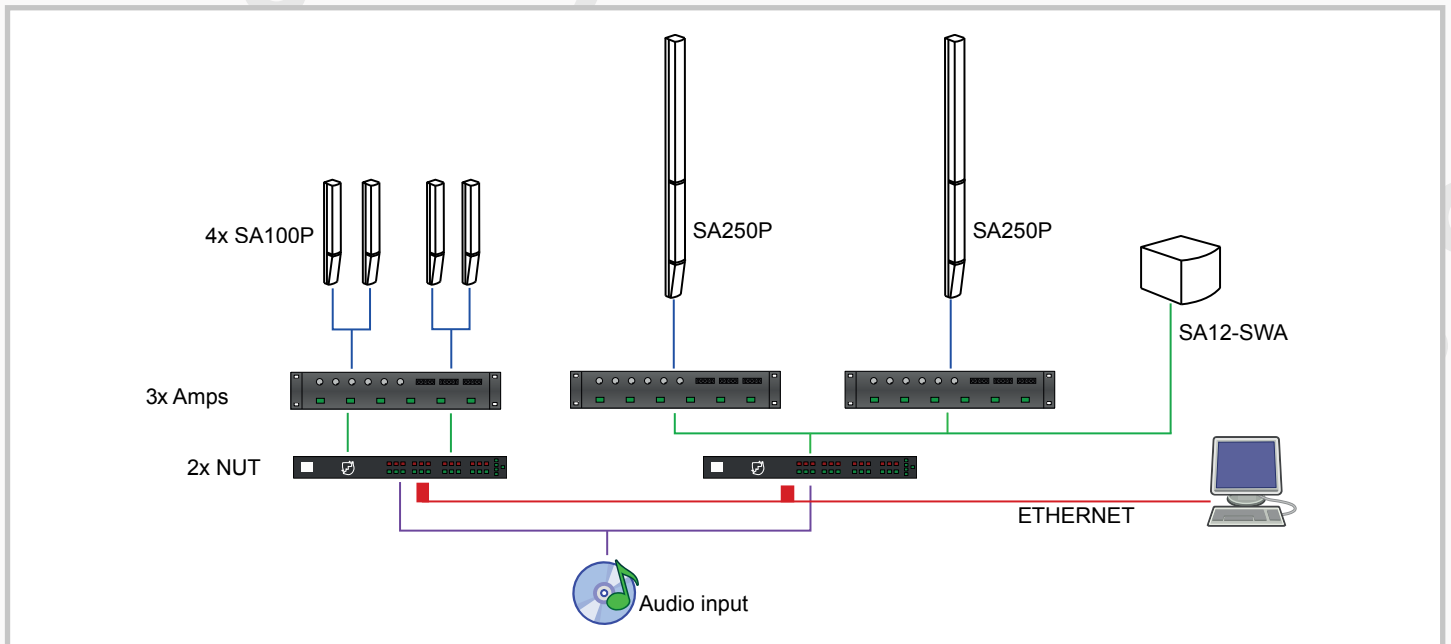 4x SA100P
SA250P
SA250P
SA12-SWA
3x Amps
2x NUT
ETHERNET
Audio input